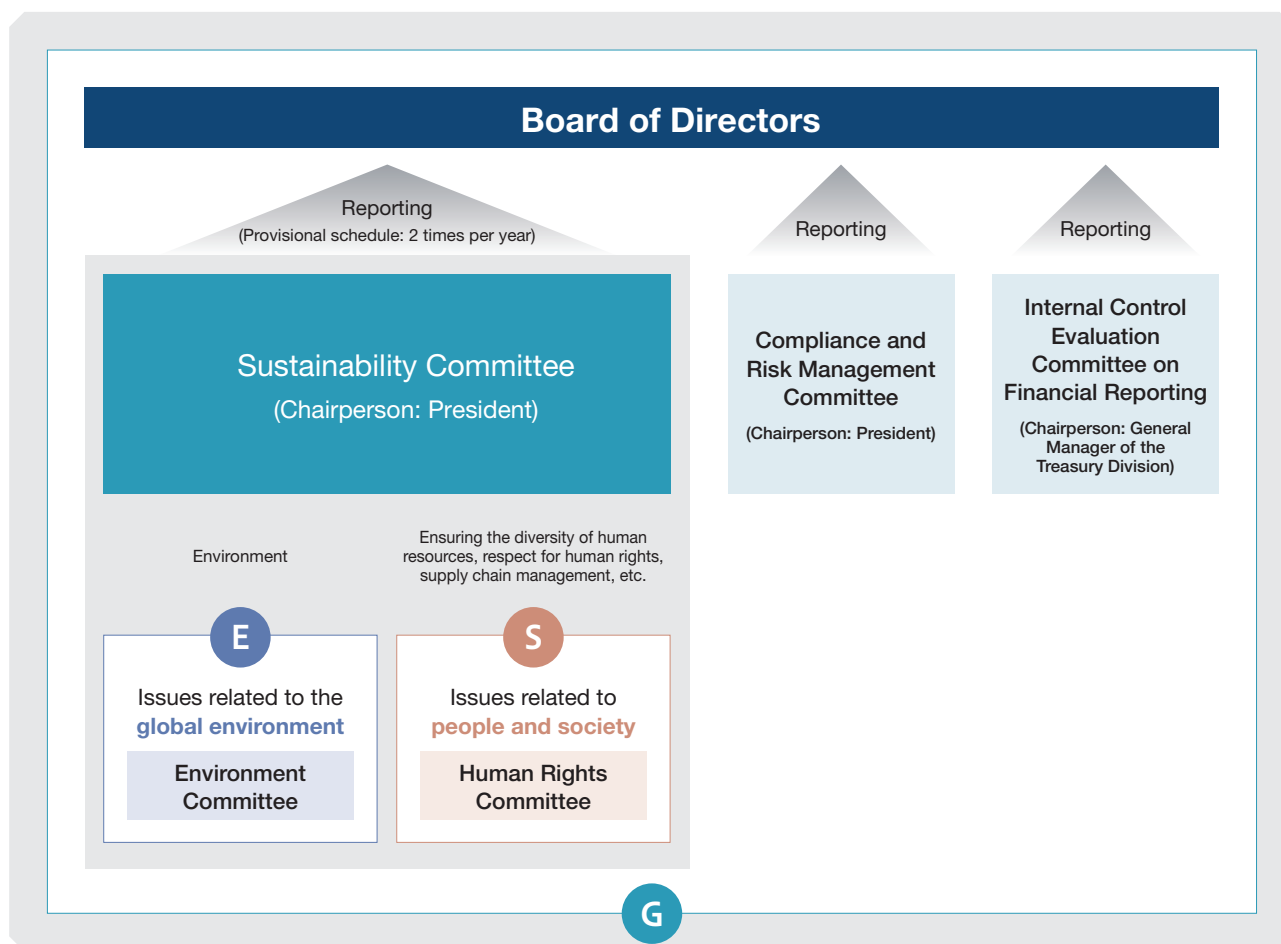 Board of Directors
Reporting
(Provisional schedule: 2 times per year)
Reporting
Reporting
Sustainability Committee
(Chairperson: President)
Compliance and
Risk Management
Committee
(Chairperson: President)
Internal Control
Evaluation
Committee on
Financial Reporting
(Chairperson: General
Manager of the
Treasury Division)
Environment
Ensuring the diversity of human
resources, respect for human rights,
supply chain management, etc.
E
Issues related to the
global environment
Environment
Committee
S
Issues related to
people and society
Human Rights
Committee
G